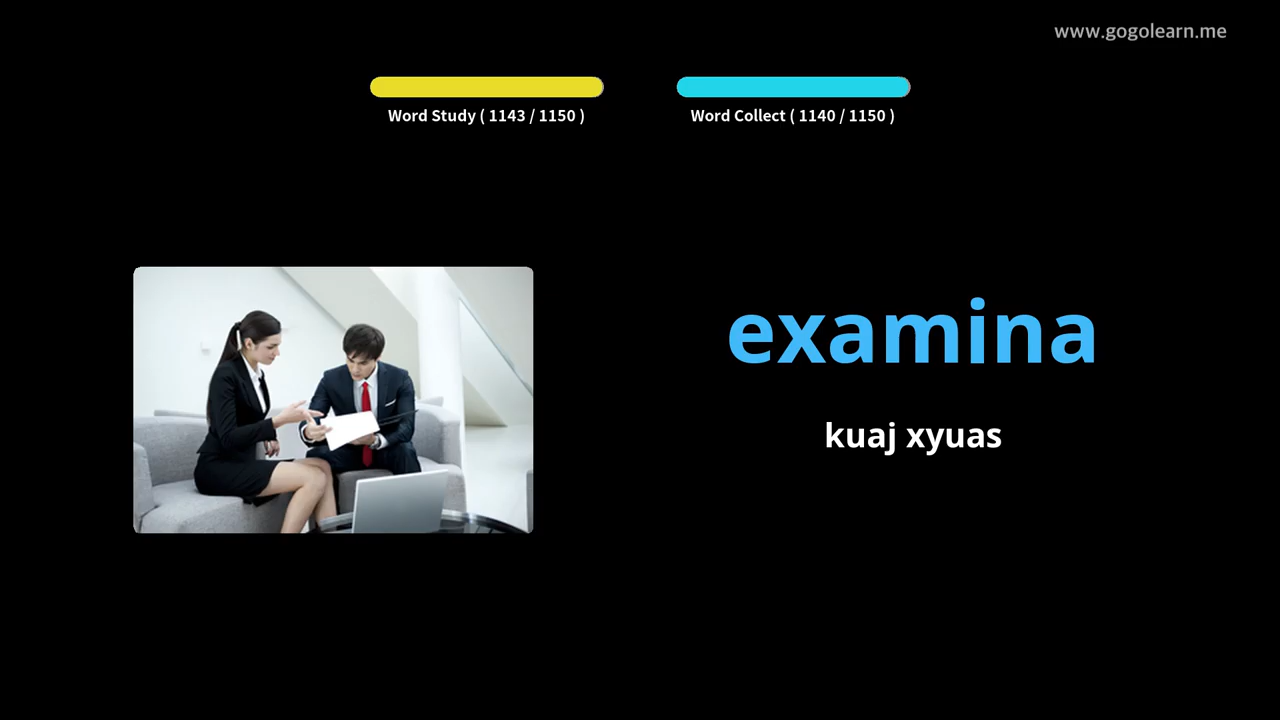 www.gogolearn.me
Word Study ( 1143 / 1150 )
Word Collect ( 1140 / 1150 )
examina
kuaj xyuas